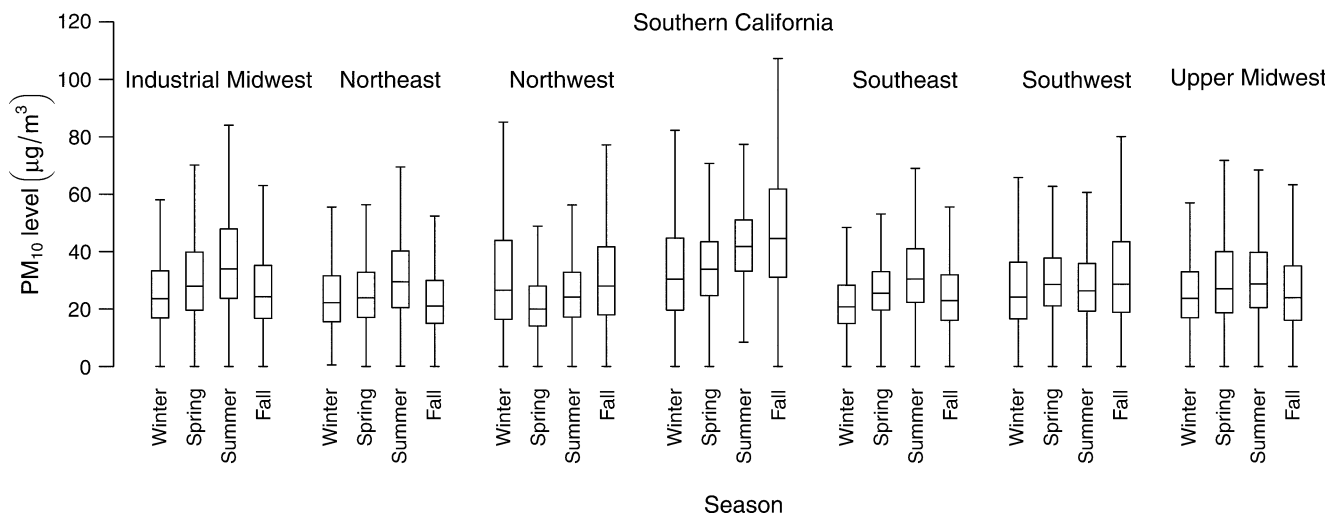 Southern California
Industrial Midwest Northeast Northwest Southeast Southwest Upper Midwest
PM10 level (μg/m³)
120
100
80
60
40
20
0
Winter Spring Summer Fall Winter Spring Summer Fall Winter Spring Summer Fall Winter Spring Summer Fall Winter Spring Summer Fall Winter Spring Summer Fall Winter Spring Summer Fall
Season